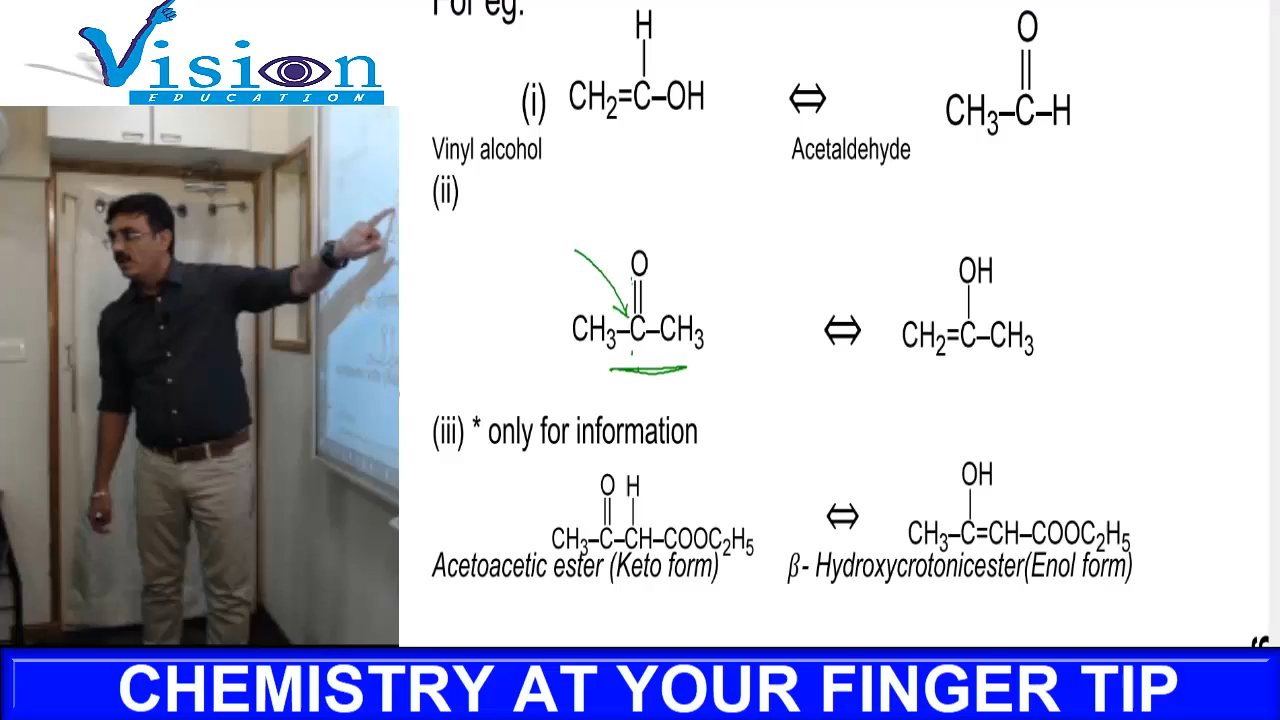 Vision
EDUCATION
For eg.
H
(i) CH2=C–OH ⇔ CH3–C–H
O
Vinyl alcohol Acetaldehyde
(ii)
O
CH3–C–CH3 ⇔ CH2=C–CH3
OH
(iii) * only for information
O H
CH3–C–CH–COOC2H5 ⇔ CH3–C=CH–COOC2H5
OH
Acetoacetic ester (Keto form) β- Hydroxycrotonicester(Enol form)
CHEMISTRY AT YOUR FINGER TIP